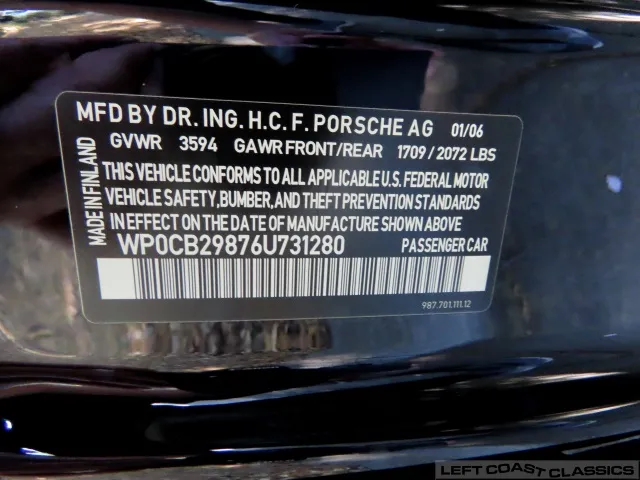 MFD BY DR. ING. H.C. F. PORSCHE AG 01/06
GVWR 3594 GAWR FRONT/REAR 1709 / 2072 LBS
THIS VEHICLE CONFORMS TO ALL APPLICABLE U.S. FEDERAL MOTOR
VEHICLE SAFETY, BUMPER, AND THEFT PREVENTION STANDARDS
IN EFFECT ON THE DATE OF MANUFACTURE SHOWN ABOVE
WP0CB29876U731280 PASSENGER CAR
MADE IN FINLAND
987.701.111.12
LEFT COAST CLASSICS